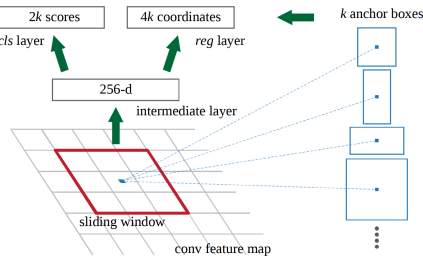 2k scores
4k coordinates
k anchor boxes
cls layer
reg layer
256-d
intermediate layer
sliding window
conv feature map